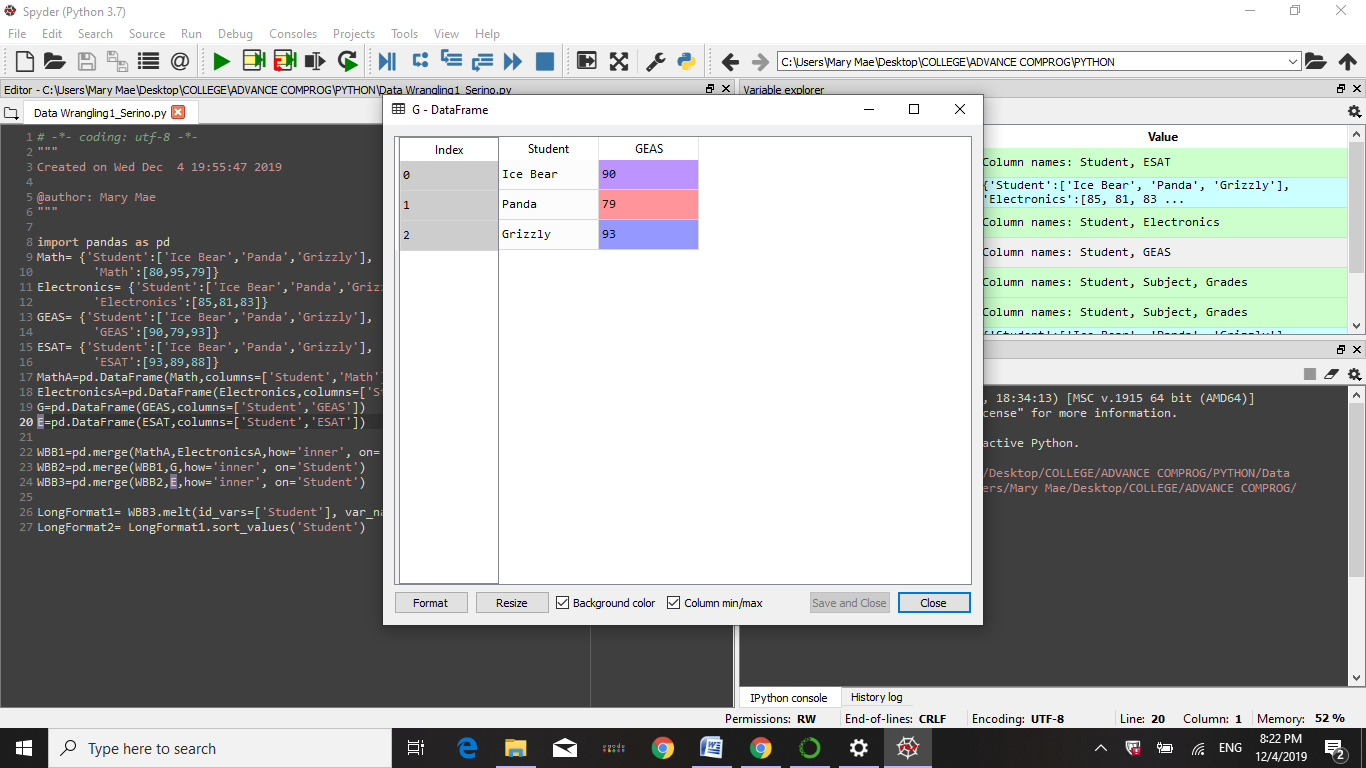 Spyder (Python 3.7)
File Edit Search Source Run Debug Consoles Projects Tools View Help
C:\Users\Mary Mae\Desktop\COLLEGE\ADVANCE COMPROG\PYTHON
Editor - C:\Users\Mary Mae\Desktop\COLLEGE\ADVANCE COMPROG\PYTHON\Data Wrangling1_Serino.py
Data Wrangling1_Serino.py
1 # -*- coding: utf-8 -*-
2 """
3 Created on Wed Dec  4 19:55:47 2019
4
5 @author: Mary Mae
6 """
7
8 import pandas as pd
9 Math= {'Student':['Ice Bear','Panda','Grizzly'],
10 'Math':[80,95,79]}
11 Electronics= {'Student':['Ice Bear','Panda','Griz
12 'Electronics':[85,81,83]}
13 GEAS= {'Student':['Ice Bear','Panda','Grizzly'],
14 'GEAS':[90,79,93]}
15 ESAT= {'Student':['Ice Bear','Panda','Grizzly'],
16 'ESAT':[93,89,88]}
17 MathA=pd.DataFrame(Math,columns=['Student','Math'
18 ElectronicsA=pd.DataFrame(Electronics,columns=['S
19 G=pd.DataFrame(GEAS,columns=['Student','GEAS'])
20 E=pd.DataFrame(ESAT,columns=['Student','ESAT'])
21
22 WBB1=pd.merge(MathA,ElectronicsA,how='inner', on=
23 WBB2=pd.merge(WBB1,G,how='inner', on='Student')
24 WBB3=pd.merge(WBB2,E,how='inner', on='Student')
25
26 LongFormat1= WBB3.melt(id_vars=['Student'], var_na
27 LongFormat2= LongFormat1.sort_values('Student')
G - DataFrame
Index Student GEAS
0 Ice Bear 90
1 Panda 79
2 Grizzly 93
Format Resize Background color Column min/max Save and Close Close
Variable explorer
Value
Column names: Student, ESAT
{'Student':['Ice Bear', 'Panda', 'Grizzly'],
'Electronics':[85, 81, 83 ...
Column names: Student, Electronics
Column names: Student, GEAS
Column names: Student, Subject, Grades
Column names: Student, Subject, Grades
{'Student':['Ice Bear', 'Panda', 'Grizzly'],
, 18:34:13) [MSC v.1915 64 bit (AMD64)]
cense" for more information.
active Python.
/Desktop/COLLEGE/ADVANCE COMPROG/PYTHON/Data
ers/Mary Mae/Desktop/COLLEGE/ADVANCE COMPROG/
IPython console History log
Permissions: RW End-of-lines: CRLF Encoding: UTF-8 Line: 20 Column: 1 Memory: 52 %
Type here to search
ENG
8:22 PM
12/4/2019
2